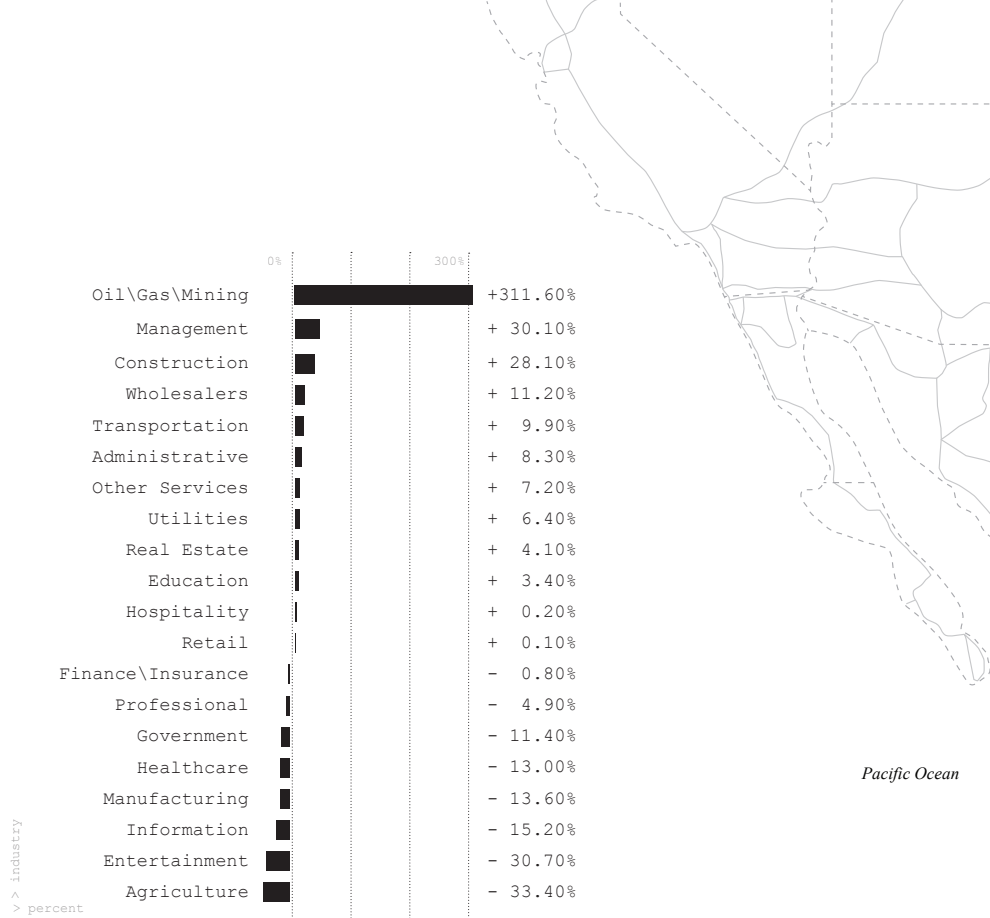 0% 300%
Oil\Gas\Mining +311.60%
Management + 30.10%
Construction + 28.10%
Wholesalers + 11.20%
Transportation + 9.90%
Administrative + 8.30%
Other Services + 7.20%
Utilities + 6.40%
Real Estate + 4.10%
Education + 3.40%
Hospitality + 0.20%
Retail + 0.10%
Finance\Insurance - 0.80%
Professional - 4.90%
Government - 11.40%
Healthcare - 13.00%
Manufacturing - 13.60%
Information - 15.20%
Entertainment - 30.70%
Agriculture - 33.40%
> > industry
> percent
Pacific Ocean